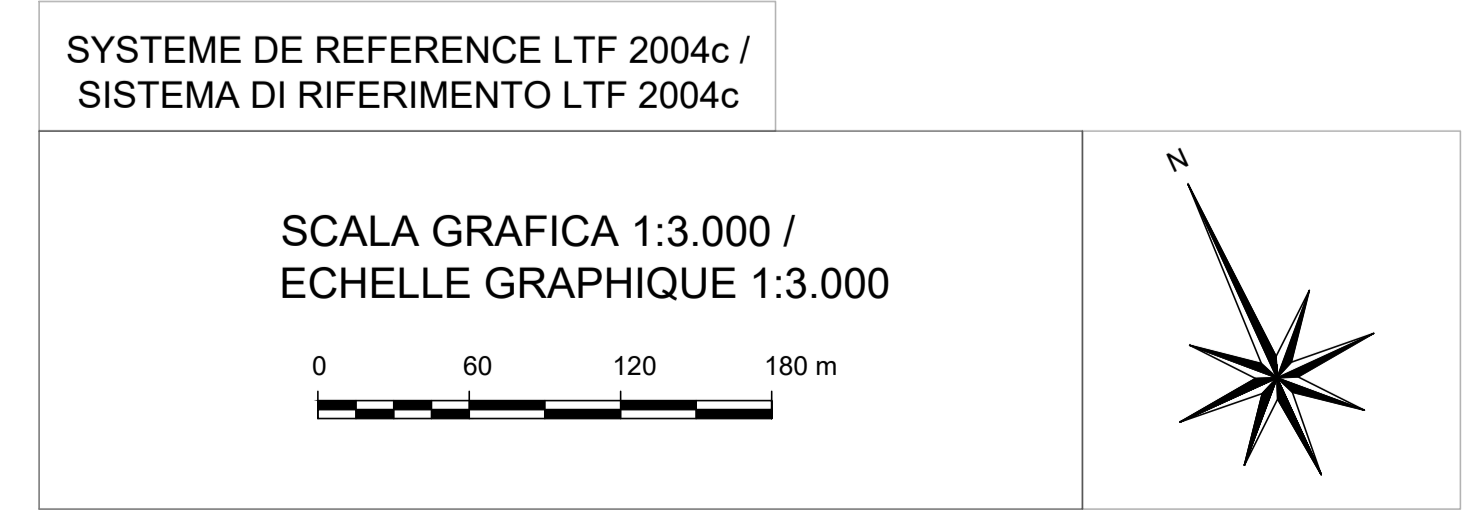 SYSTEME DE REFERENCE LTF 2004c /
SISTEMA DI RIFERIMENTO LTF 2004c
SCALA GRAFICA 1:3.000 /
ECHELLE GRAPHIQUE 1:3.000
0 60 120 180 m
N